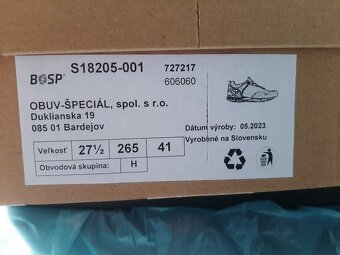 S18205-001
727217
BOSP
606060
OBUV-ŠPECIÁL, spol. s r.o.
Duklianska 19
085 01 Bardejov
Dátum výroby: 05.2023
Vyrobené na Slovensku
Veľkosť 27½ 265 41
Obvodová skupina: H